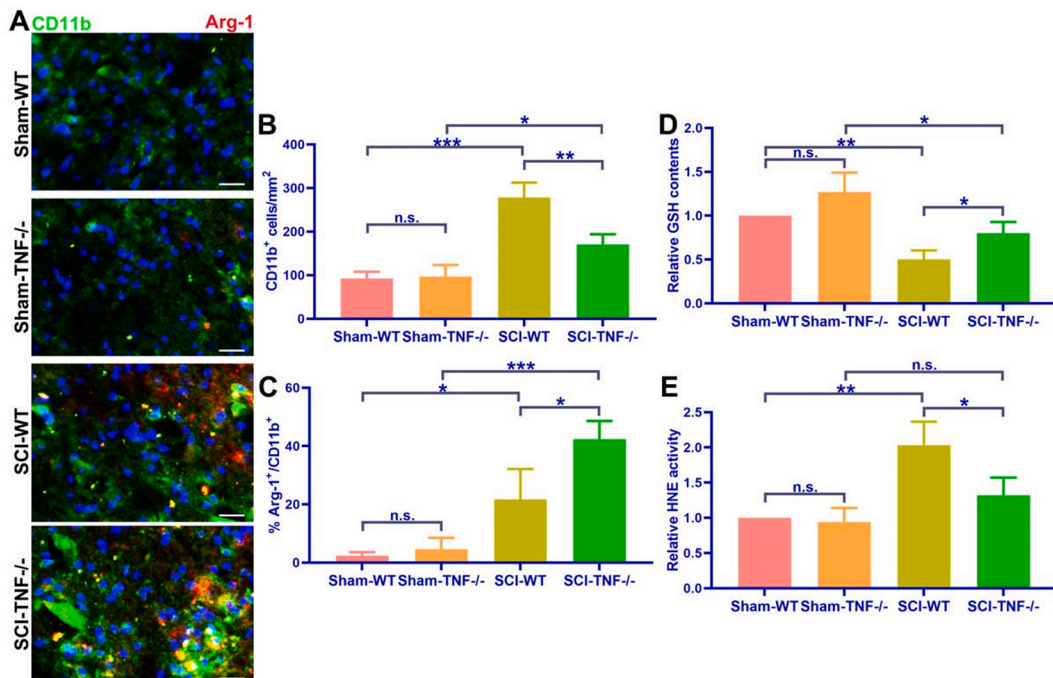 A
CD11b Arg-1
Sham-WT
Sham-TNF-/-
SCI-WT
SCI-TNF-/-
B
CD11b⁺ cells/mm²
400
300
200
100
0
*
***
**
n.s.
Sham-WT Sham-TNF-/- SCI-WT SCI-TNF-/-
C
% Arg-1⁺/CD11b⁺
60
40
20
0
***
*
*
n.s.
Sham-WT Sham-TNF-/- SCI-WT SCI-TNF-/-
D
Relative GSH contents
2.0
1.5
1.0
0.5
0.0
*
**
n.s.
*
Sham-WT Sham-TNF-/- SCI-WT SCI-TNF-/-
E
Relative HNE activity
2.5
2.0
1.5
1.0
0.5
0.0
n.s.
**
*
n.s.
Sham-WT Sham-TNF-/- SCI-WT SCI-TNF-/-